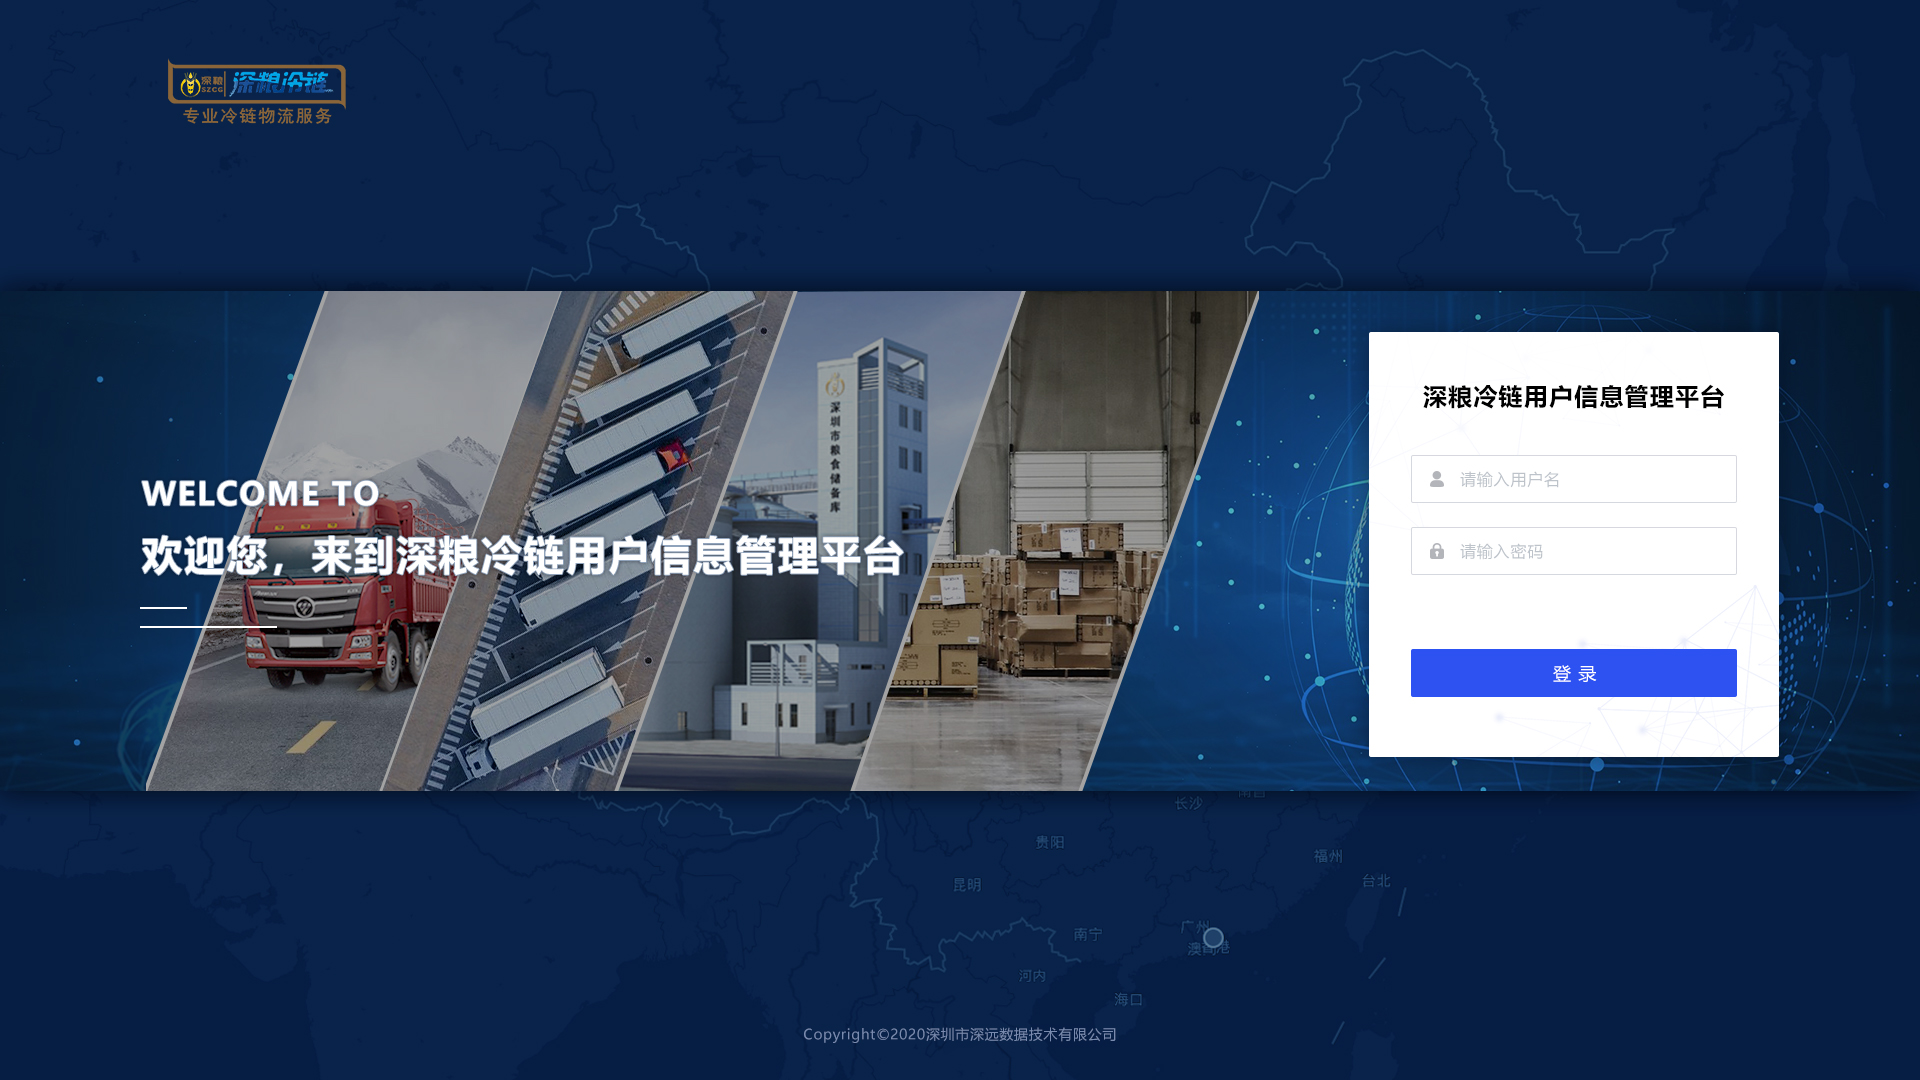 深粮 SZCG 深粮冷链
专业冷链物流服务
WELCOME TO
欢迎您，来到深粮冷链用户信息管理平台
深圳市粮食储备库
深粮冷链用户信息管理平台
请输入用户名
请输入密码
登录
南昌
长沙
贵阳
福州
台北
昆明
广州
南宁
澳
港
河内
海口
Copyright©2020深圳市深远数据技术有限公司